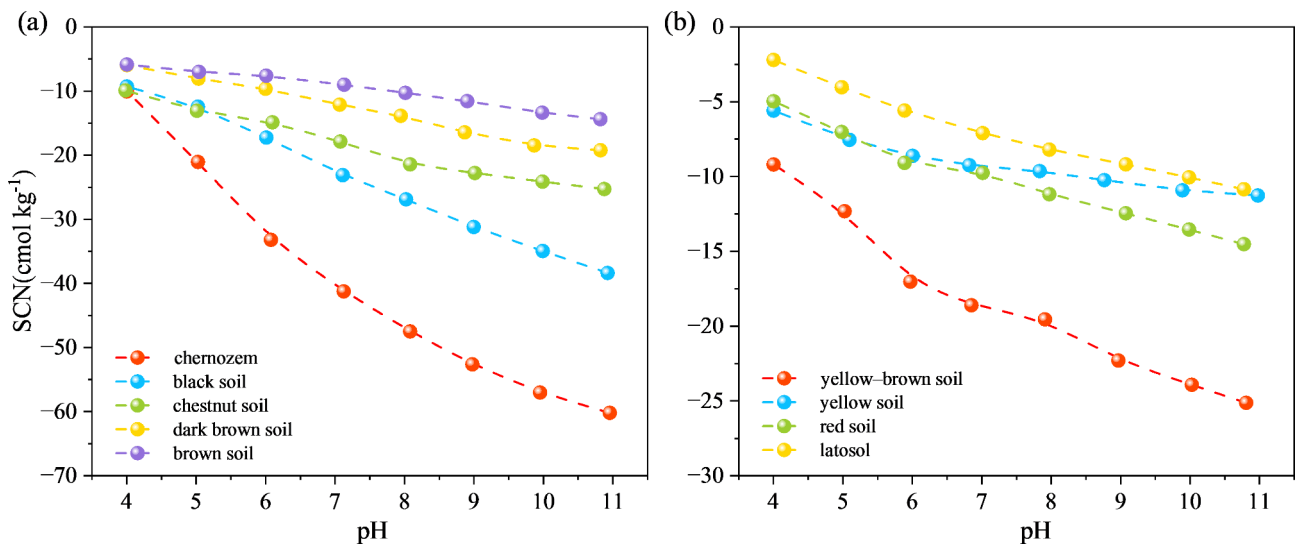 (a)
SCN(cmol kg⁻¹)
0
−10
−20
−30
−40
−50
−60
−70
chernozem
black soil
chestnut soil
dark brown soil
brown soil
4 5 6 7 8 9 10 11
pH
(b)
0
−5
−10
−15
−20
−25
−30
yellow–brown soil
yellow soil
red soil
latosol
4 5 6 7 8 9 10 11
pH